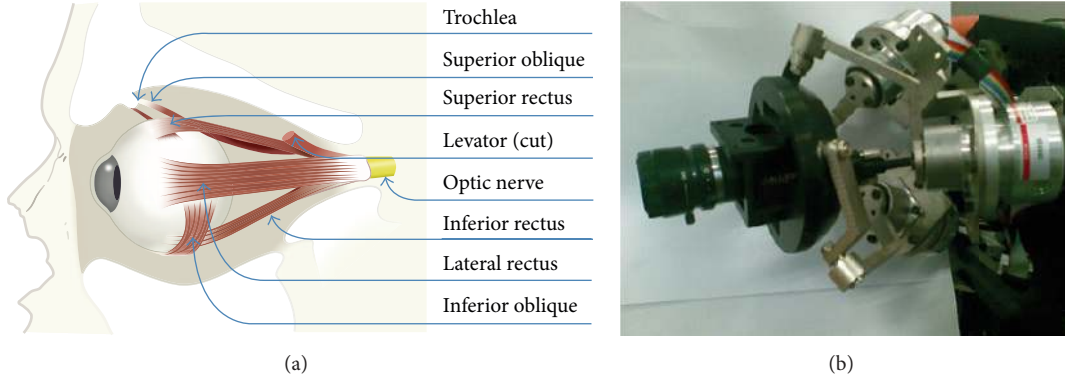 Trochlea
Superior oblique
Superior rectus
Levator (cut)
Optic nerve
Inferior rectus
Lateral rectus
Inferior oblique
(a)
(b)